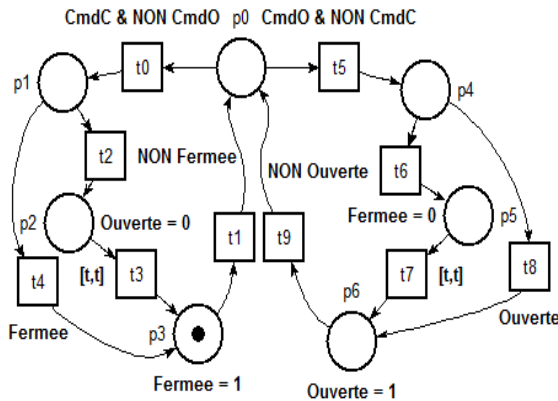 CmdC & NON CmdO p0 CmdO & NON CmdC
p1 t0 t5 p4
t2 NON Fermee NON Ouverte t6
p2 Ouverte = 0 Fermee = 0 p5
t4 [t,t] t3 t1 t9 t7 [t,t] t8
Fermee p3 p6 Ouverte
Fermee = 1 Ouverte = 1